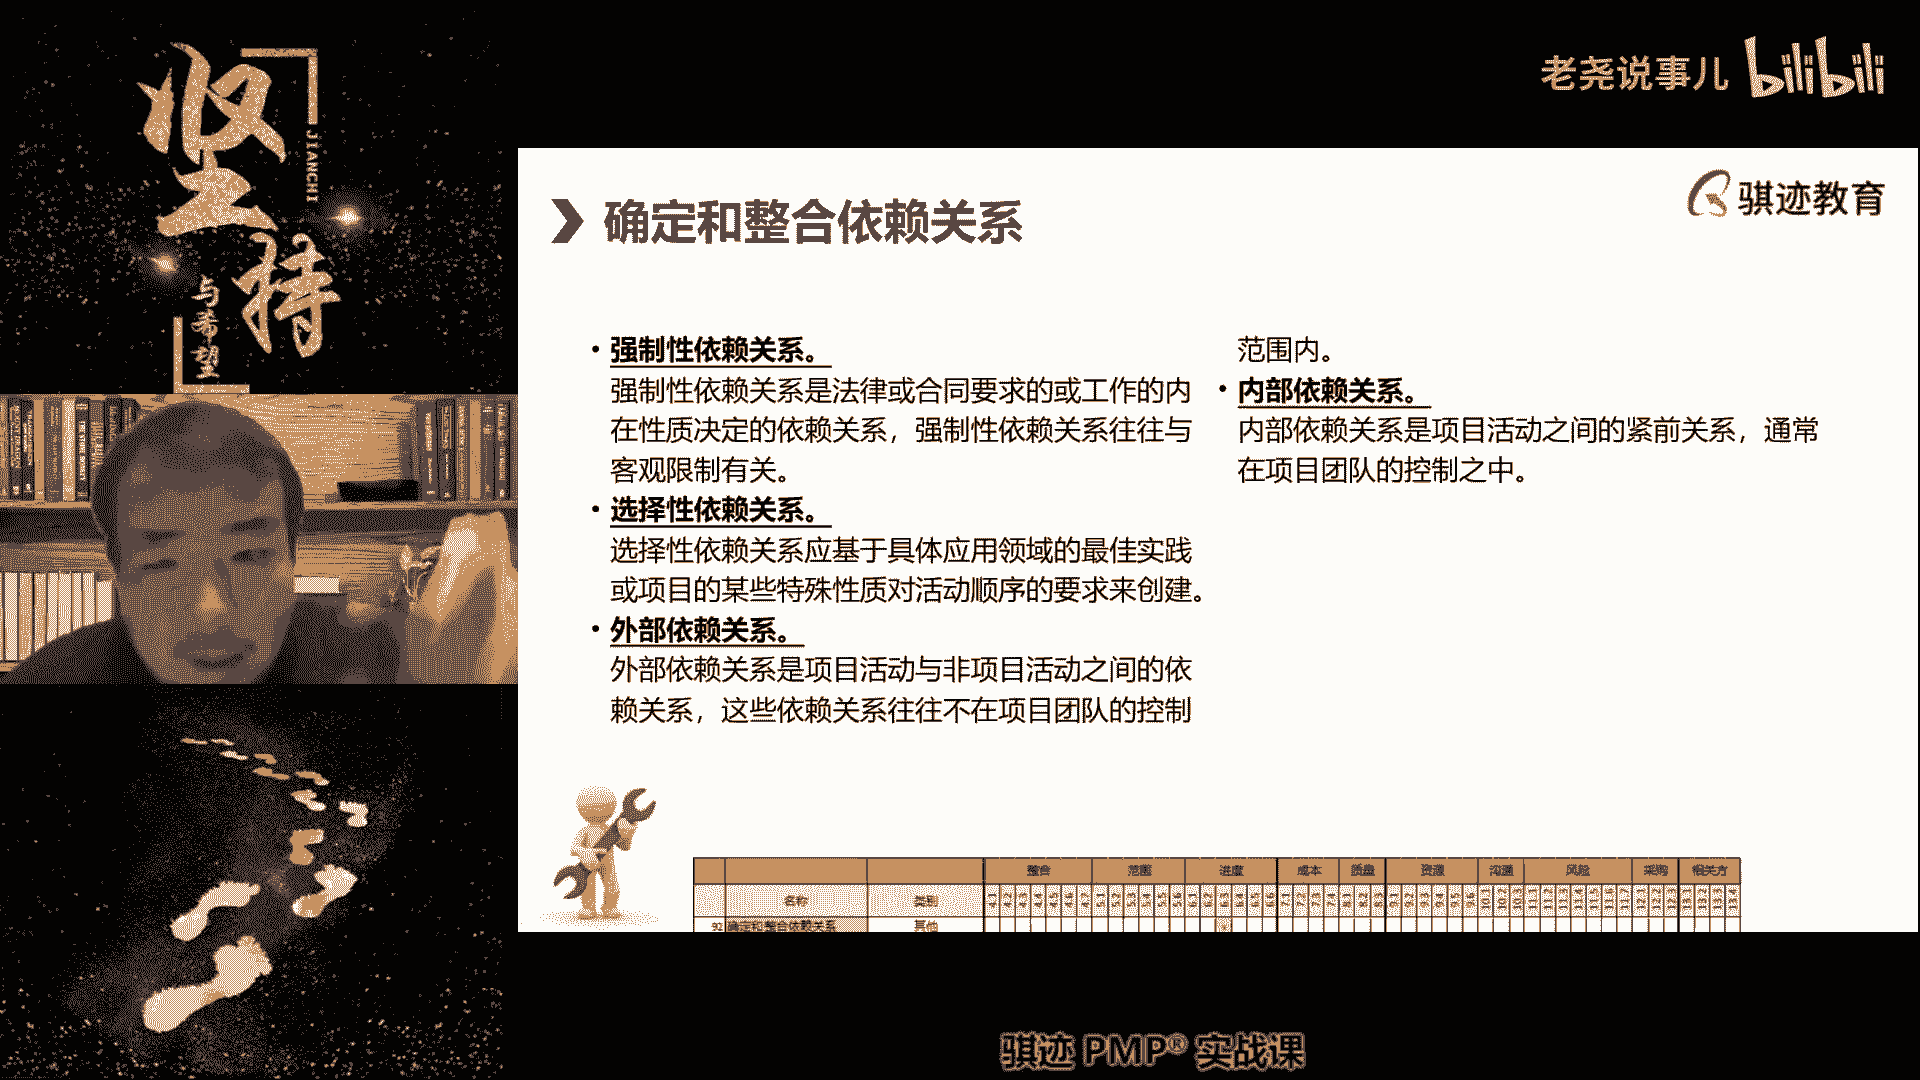 坚持
JIANCHI
与希望
老尧说事儿 bilibili
骐迹教育
确定和整合依赖关系
• 强制性依赖关系。
强制性依赖关系是法律或合同要求的或工作的内
在性质决定的依赖关系，强制性依赖关系往往与
客观限制有关。
• 选择性依赖关系。
选择性依赖关系应基于具体应用领域的最佳实践
或项目的某些特殊性质对活动顺序的要求来创建。
• 外部依赖关系。
外部依赖关系是项目活动与非项目活动之间的依
赖关系，这些依赖关系往往不在项目团队的控制
范围内。
• 内部依赖关系。
内部依赖关系是项目活动之间的紧前关系，通常
在项目团队的控制之中。
整合 范围 进度 成本 质量 资源 沟通 风险 采购 相关方
名称 类别
92 确定和整合依赖关系 其他
骐迹 PMP® 实战课